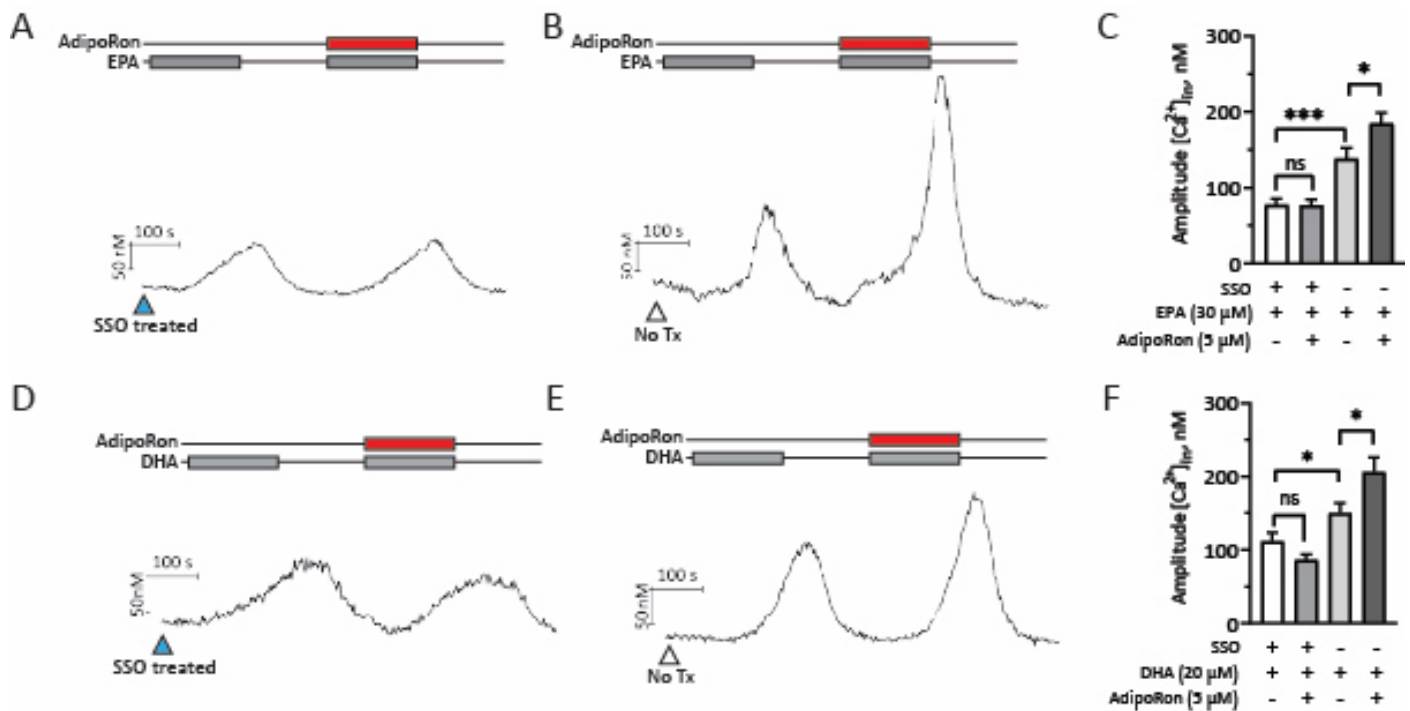 A
AdipoRon
EPA
100 s
50 nM
SSO treated
B
AdipoRon
EPA
100 s
50 nM
No Tx
C
Amplitude [Ca2+]in, nM
300
200
100
0
***
*
ns
SSO + + - -
EPA (30 µM) + + + +
AdipoRon (5 µM) - + - +
D
AdipoRon
DHA
100 s
50nM
SSO treated
E
AdipoRon
DHA
100 s
50nM
No Tx
F
Amplitude [Ca2+]in, nM
300
200
100
0
*
*
ns
SSO + + - -
DHA (20 µM) + + + +
AdipoRon (5 µM) - + - +